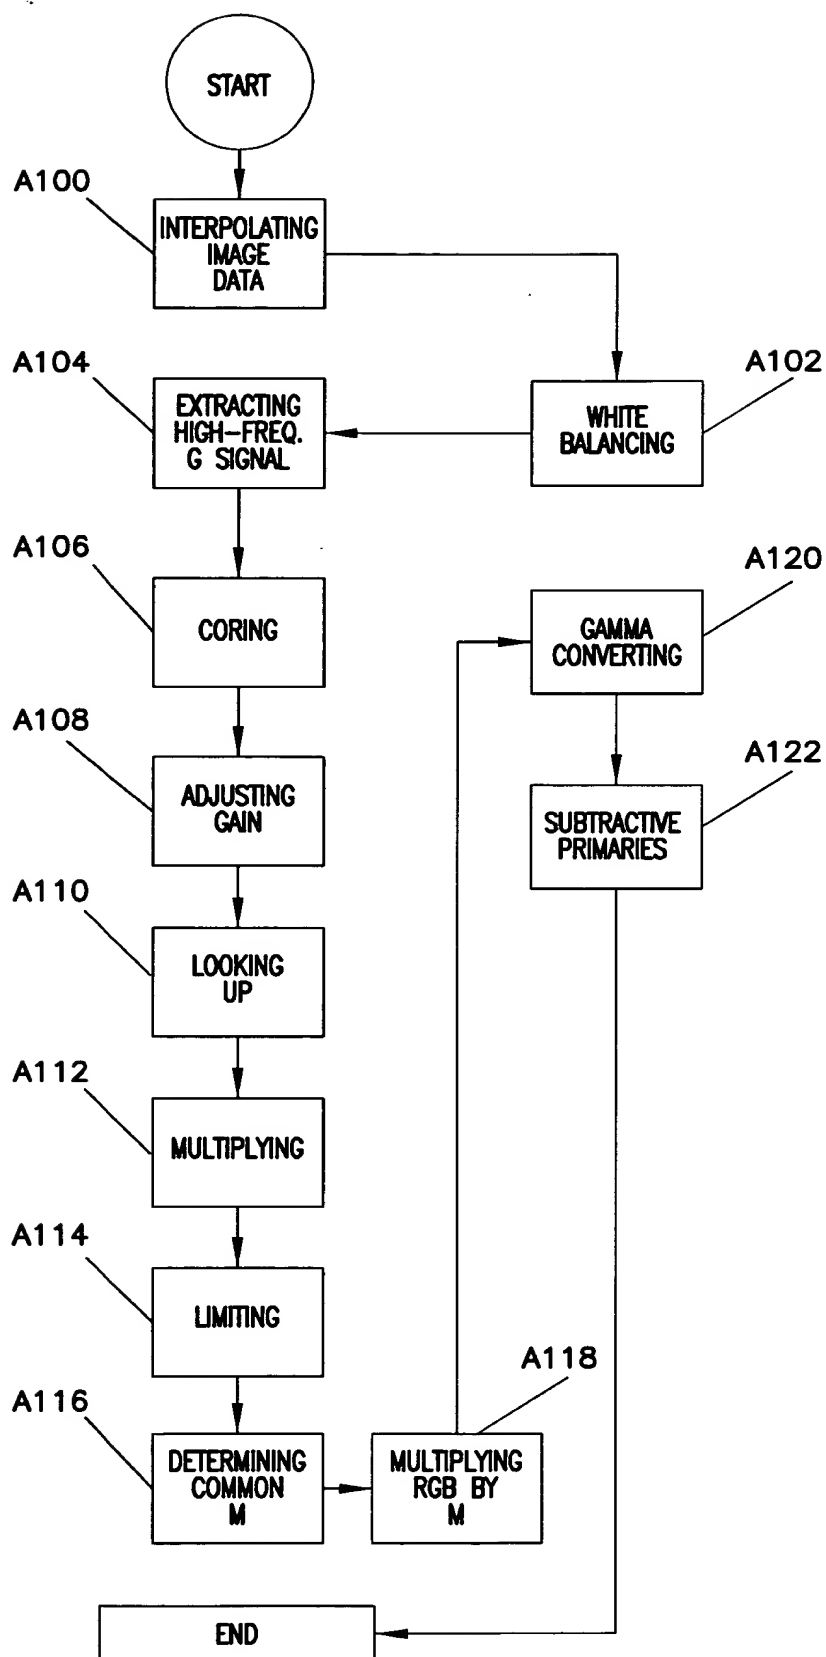 START
A100
INTERPOLATING
IMAGE
DATA
A102
WHITE
BALANCING
A104
EXTRACTING
HIGH-FREQ.
G SIGNAL
A106
CORING
A108
ADJUSTING
GAIN
A110
LOOKING
UP
A112
MULTIPLYING
A114
LIMITING
A116
DETERMINING
COMMON
M
A118
MULTIPLYING
RGB BY
M
A120
GAMMA
CONVERTING
A122
SUBTRACTIVE
PRIMARIES
END